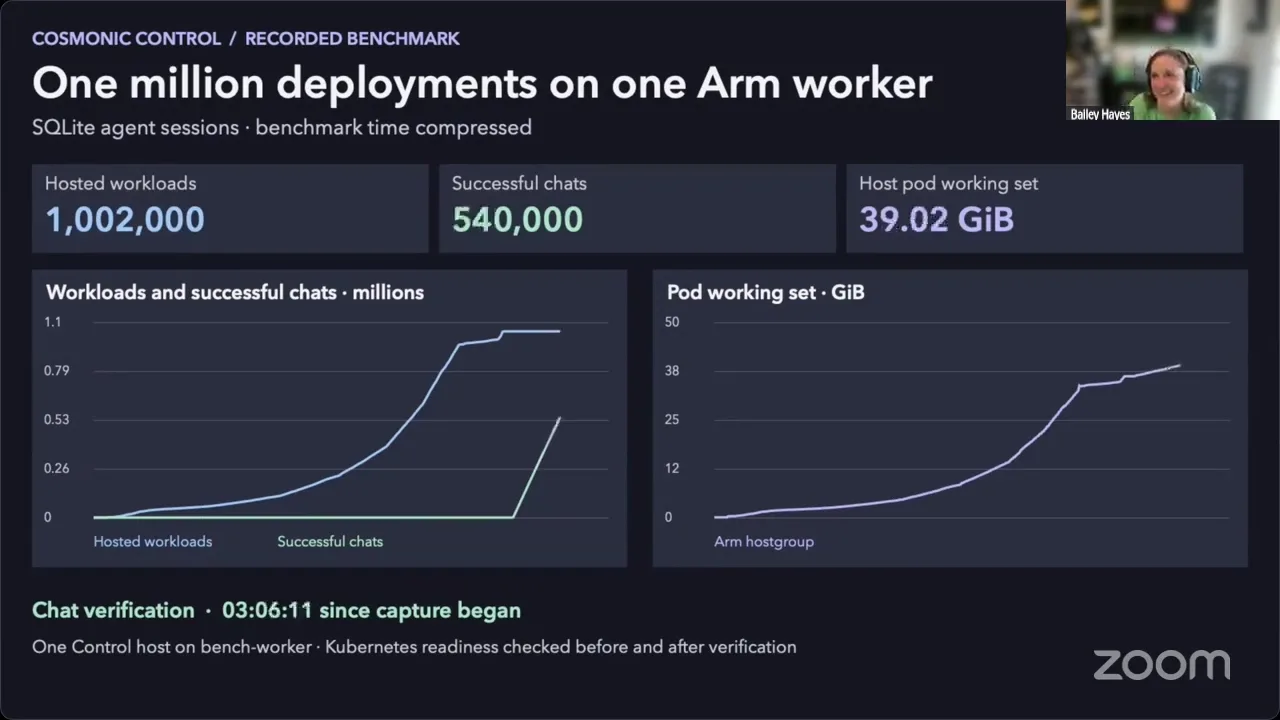 COSMONIC CONTROL / RECORDED BENCHMARK
One million deployments on one Arm worker
SQLite agent sessions · benchmark time compressed
Bailey Hayes
Hosted workloads
1,002,000
Successful chats
540,000
Host pod working set
39.02 GiB
Workloads and successful chats · millions
1.1
0.79
0.53
0.26
0
Hosted workloads
Successful chats
Pod working set · GiB
50
38
25
12
0
Arm hostgroup
Chat verification · 03:06:11 since capture began
One Control host on bench-worker · Kubernetes readiness checked before and after verification
zoom